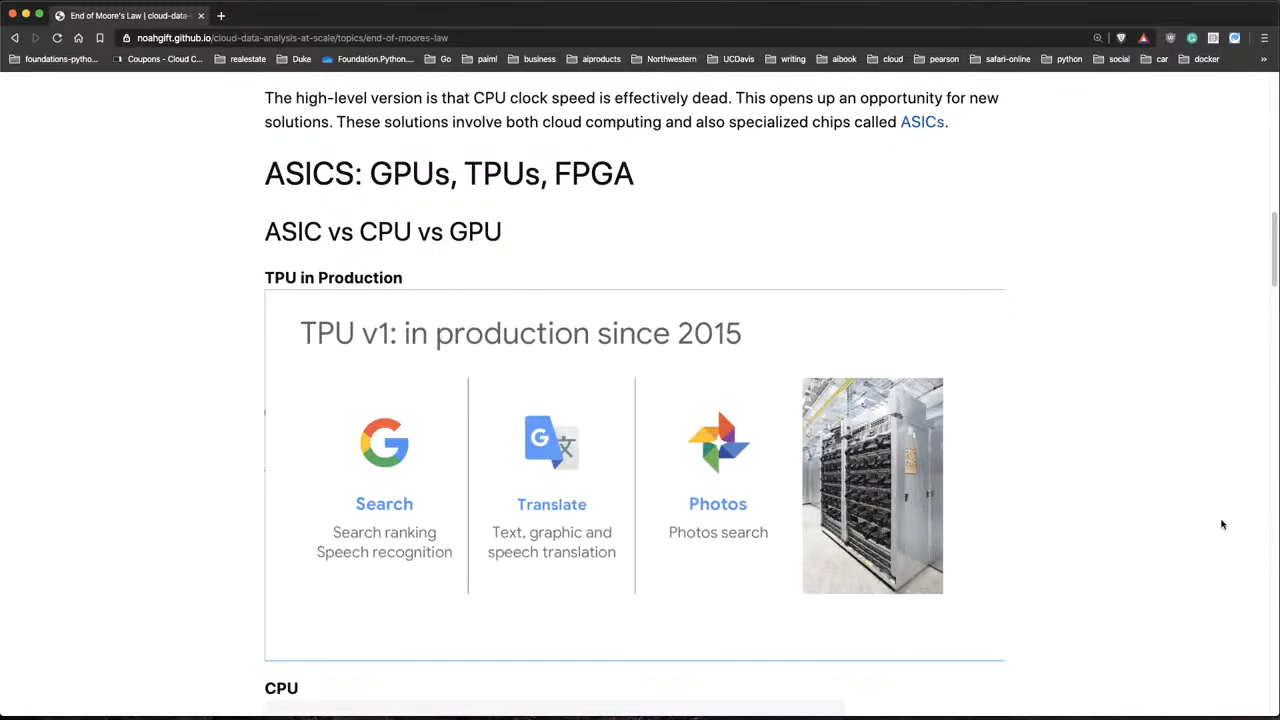 End of Moore's Law | cloud-data-
noahgift.github.io/cloud-data-analysis-at-scale/topics/end-of-moores-law
foundations-pytho... Coupons - Cloud C... realestate Duke Foundation.Python.... Go paiml business aiproducts Northwestern UCDavis writing aibook cloud pearson safari-online python social car docker »
The high-level version is that CPU clock speed is effectively dead. This opens up an opportunity for new
solutions. These solutions involve both cloud computing and also specialized chips called ASICs.
ASICS: GPUs, TPUs, FPGA
ASIC vs CPU vs GPU
TPU in Production
TPU v1: in production since 2015
Search
Search ranking
Speech recognition
Translate
Text, graphic and
speech translation
Photos
Photos search
CPU